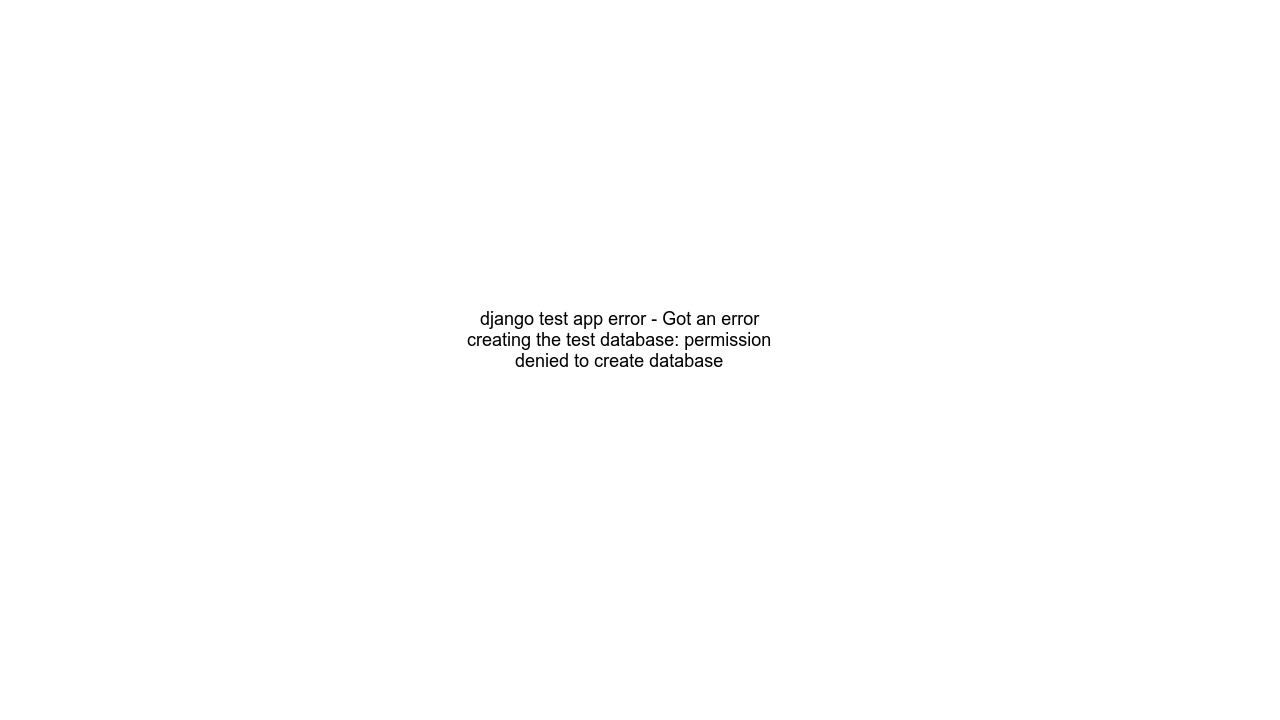 django test app error - Got an error
creating the test database: permission
denied to create database